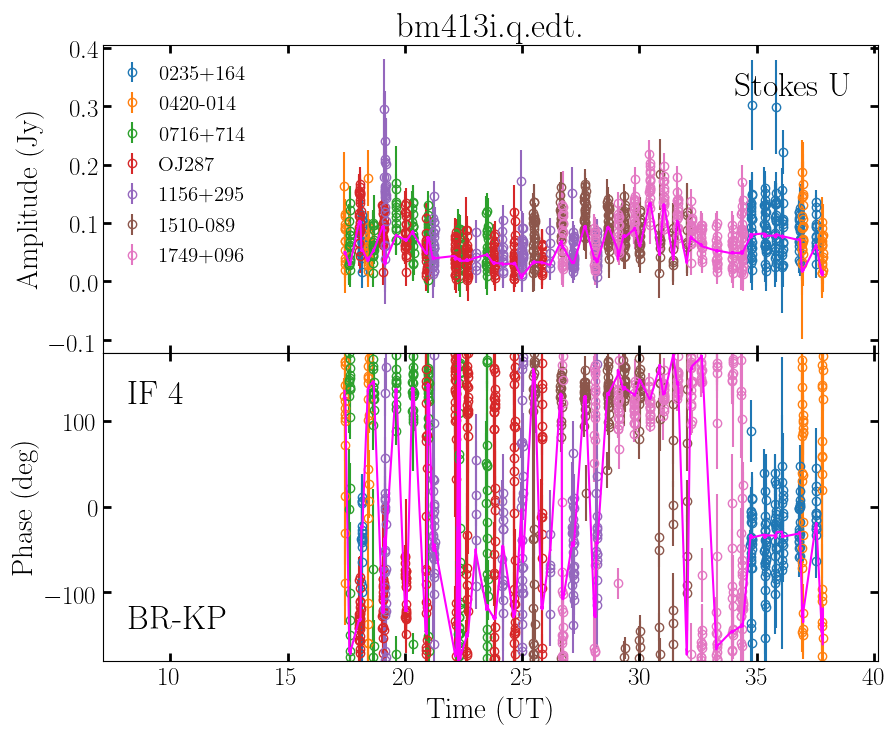 bm413i.q.edt.
Stokes U
0235+164
0420-014
0716+714
OJ287
1156+295
1510-089
1749+096
Amplitude (Jy)
0.4
0.3
0.2
0.1
0.0
−0.1
IF 4
BR-KP
Phase (deg)
100
0
−100
10 15 20 25 30 35 40
Time (UT)